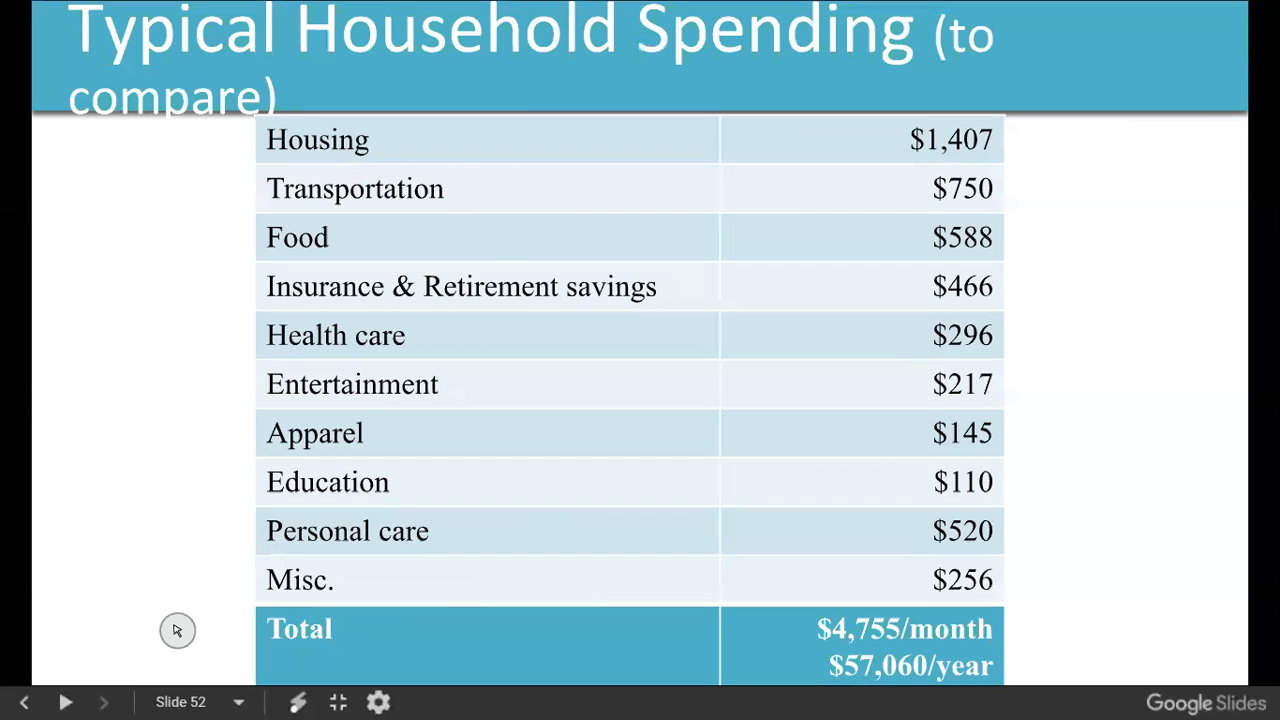 Typical Household Spending (to
compare)
Housing $1,407
Transportation $750
Food $588
Insurance & Retirement savings $466
Health care $296
Entertainment $217
Apparel $145
Education $110
Personal care $520
Misc. $256
Total $4,755/month
$57,060/year
Slide 52
Google Slides